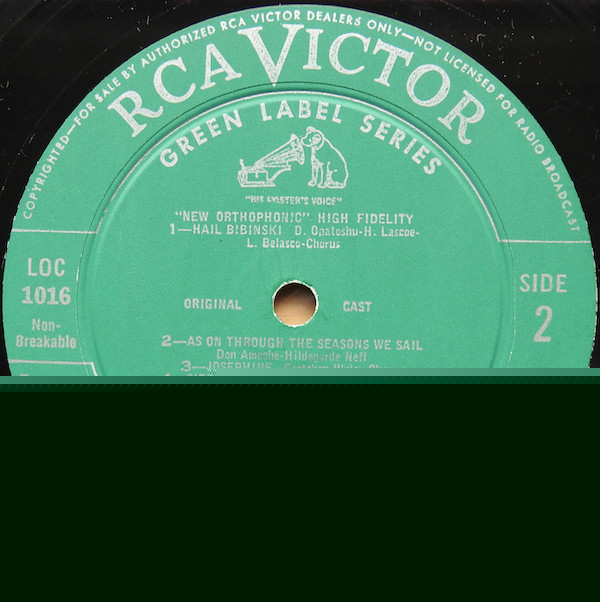 COPYRIGHTED—FOR SALE BY AUTHORIZED RCA VICTOR DEALERS ONLY—NOT LICENSED FOR RADIO BROADCAST
RCA VICTOR
GREEN LABEL SERIES
"HIS MASTER'S VOICE"
"NEW ORTHOPHONIC" HIGH FIDELITY
1—HAIL BIBINSKI D. Opatoshu-H. Lascoe-
L. Belasco-Chorus
LOC
1016
Non-
Breakable
SIDE
2
ORIGINAL CAST
2—AS ON THROUGH THE SEASONS WE SAIL
Don Ameche-Hildegarde Neff
3—JOSEPHINE